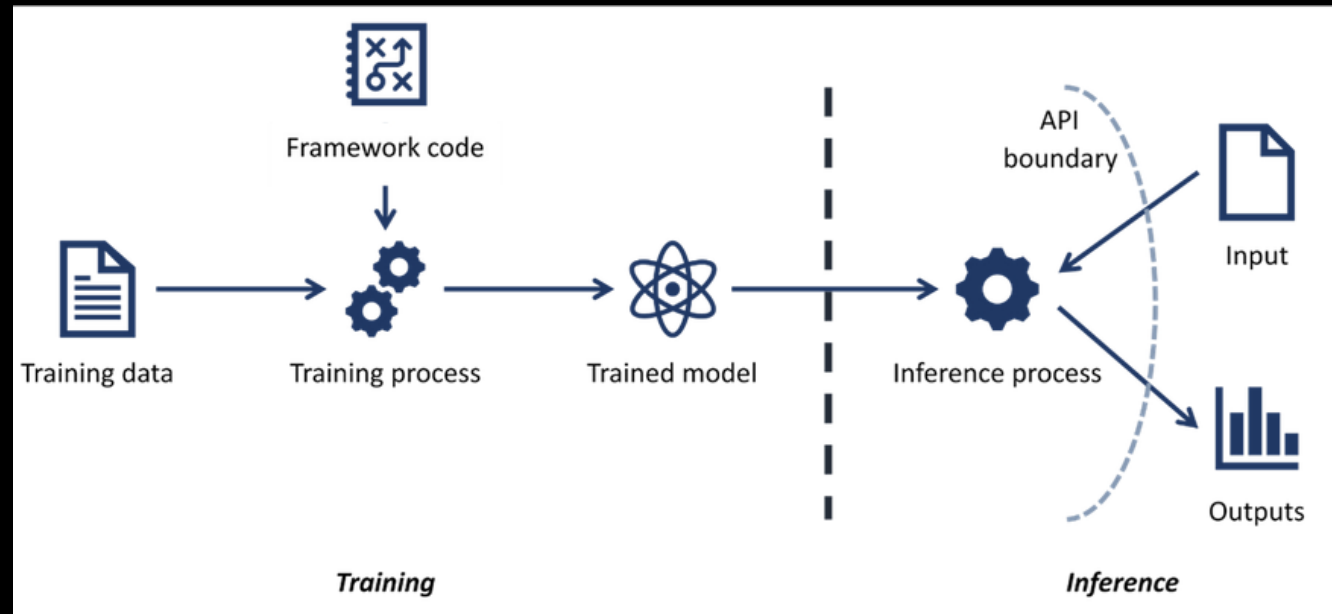 Framework code
API
boundary
Input
Training data
Training process
Trained model
Inference process
Outputs
Training
Inference